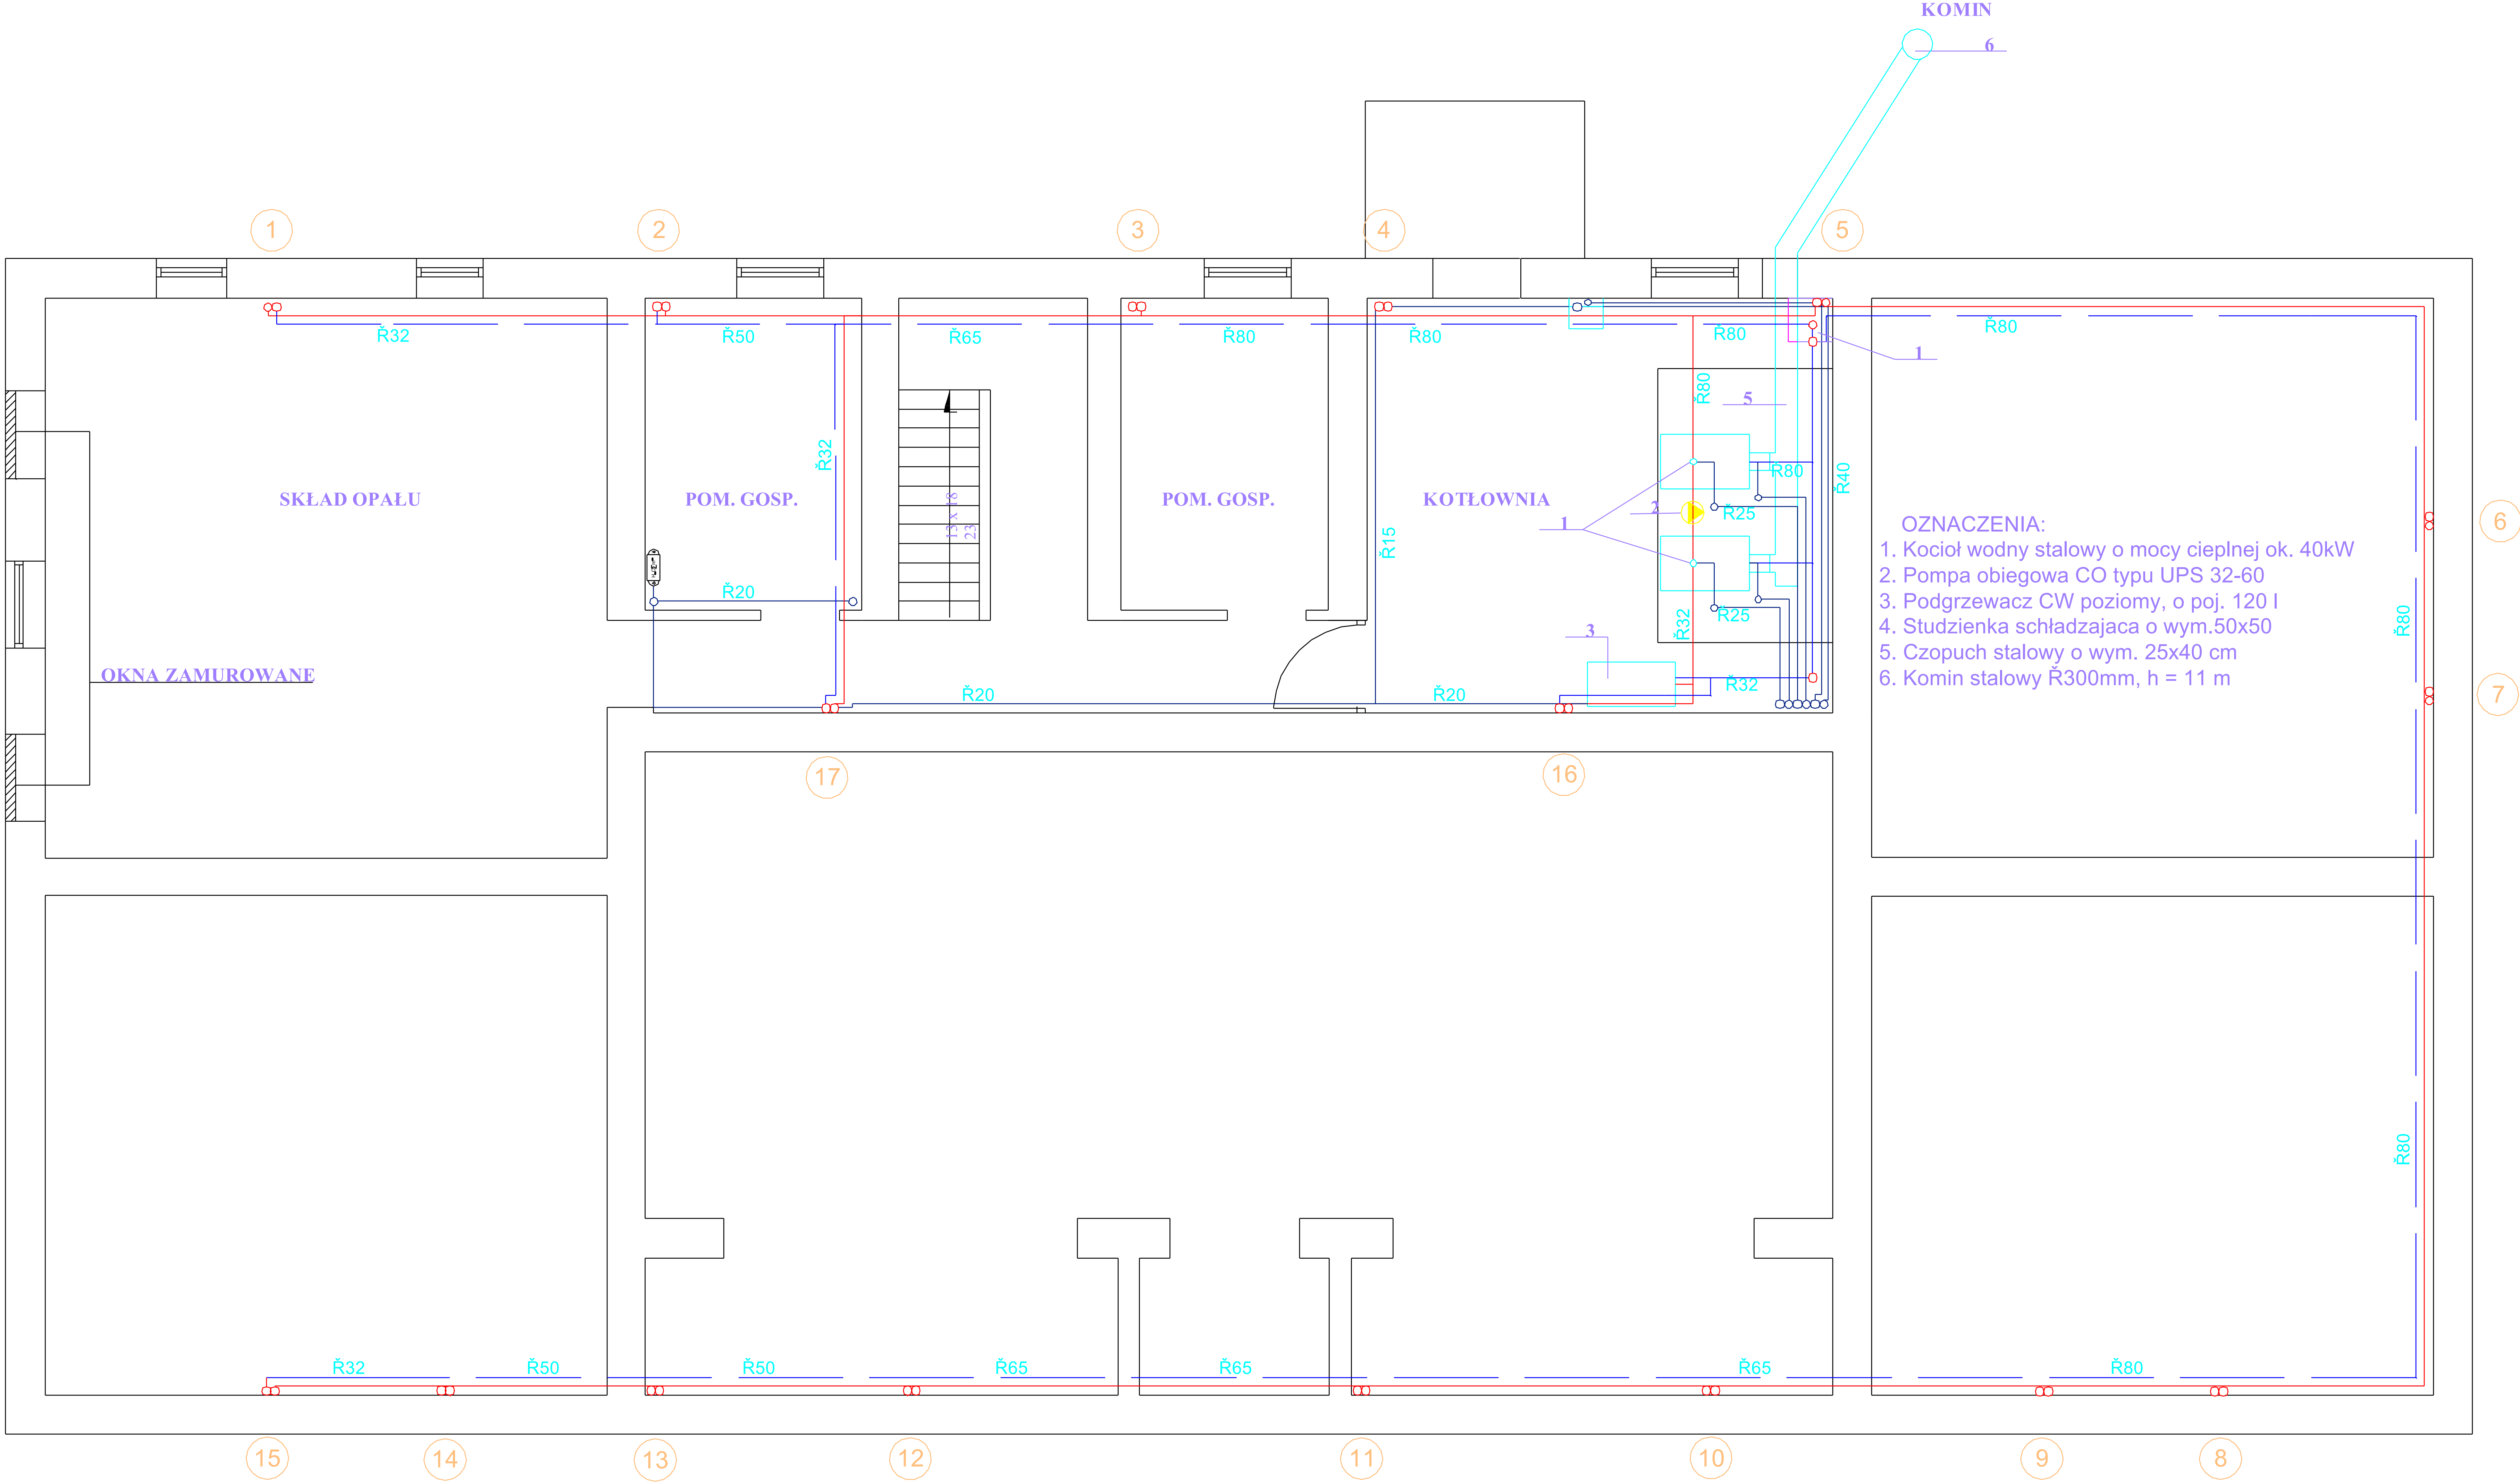 KOMIN
6
1
2
3
4
5
Ř32
Ř50
Ř65
Ř80
Ř80
Ř80
Ř80
1
Ř80
5
Ř32
Ř80
Ř40
SKŁAD OPAŁU
POM. GOSP.
13 x 18
23
POM. GOSP.
KOTŁOWNIA
2
1
Ř25
Ř15
Ř20
Ř25
Ř32
3
OZNACZENIA:
1. Kocioł wodny stalowy o mocy cieplnej ok. 40kW
2. Pompa obiegowa CO typu UPS 32-60
3. Podgrzewacz CW poziomy, o poj. 120 l
4. Studzienka schładzajaca o wym.50x50
5. Czopuch stalowy o wym. 25x40 cm
6. Komin stalowy Ř300mm, h = 11 m
6
Ř80
7
OKNA ZAMUROWANE
Ř20
Ř20
Ř32
17
16
Ř80
Ř32
Ř50
Ř50
Ř65
Ř65
Ř65
Ř80
15
14
13
12
11
10
9
8